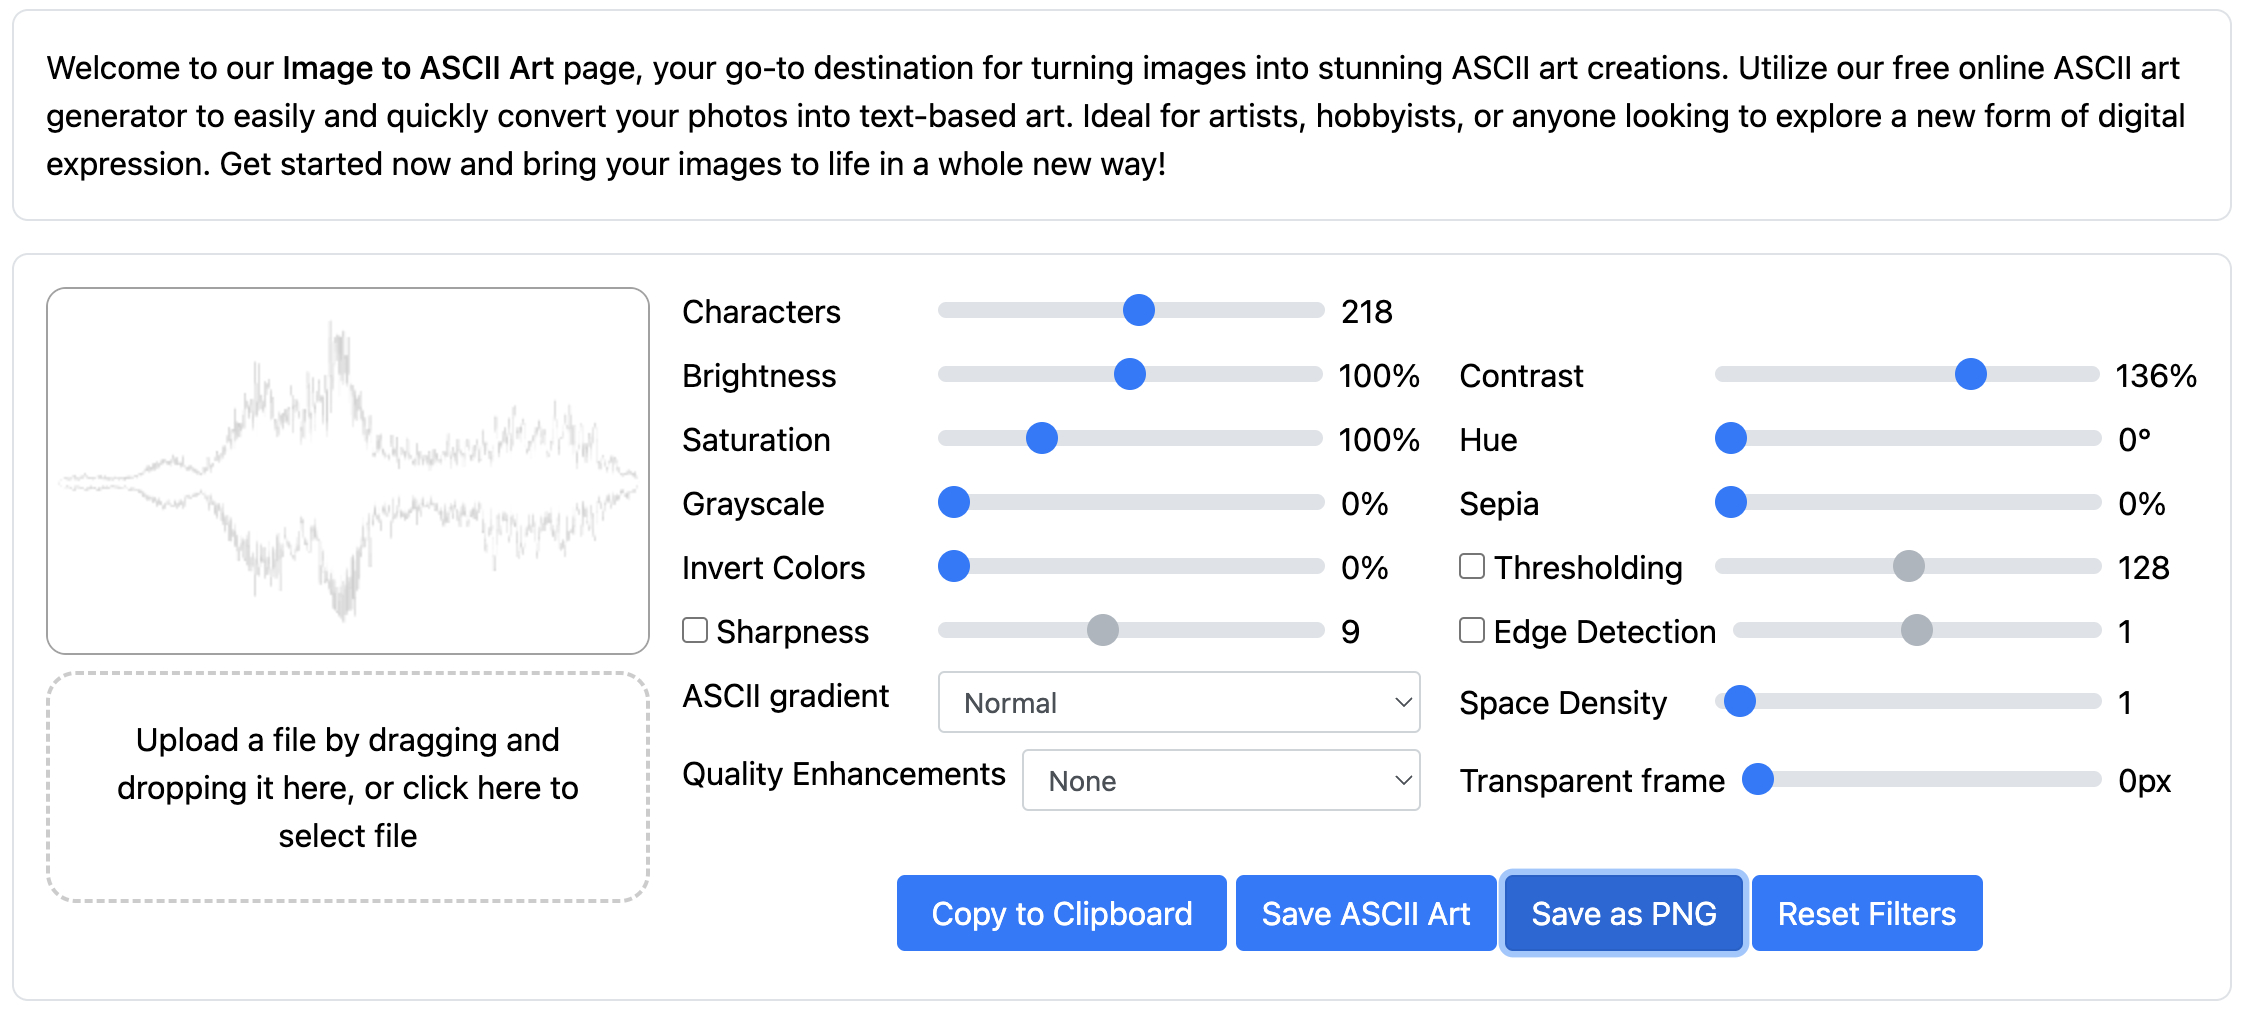 Welcome to our Image to ASCII Art page, your go-to destination for turning images into stunning ASCII art creations. Utilize our free online ASCII art
generator to easily and quickly convert your photos into text-based art. Ideal for artists, hobbyists, or anyone looking to explore a new form of digital
expression. Get started now and bring your images to life in a whole new way!
Characters 218
Brightness 100% Contrast 136%
Saturation 100% Hue 0°
Grayscale 0% Sepia 0%
Invert Colors 0% Thresholding 128
Sharpness 9 Edge Detection 1
ASCII gradient Normal Space Density 1
Quality Enhancements None Transparent frame 0px
Upload a file by dragging and
dropping it here, or click here to
select file
Copy to Clipboard Save ASCII Art Save as PNG Reset Filters